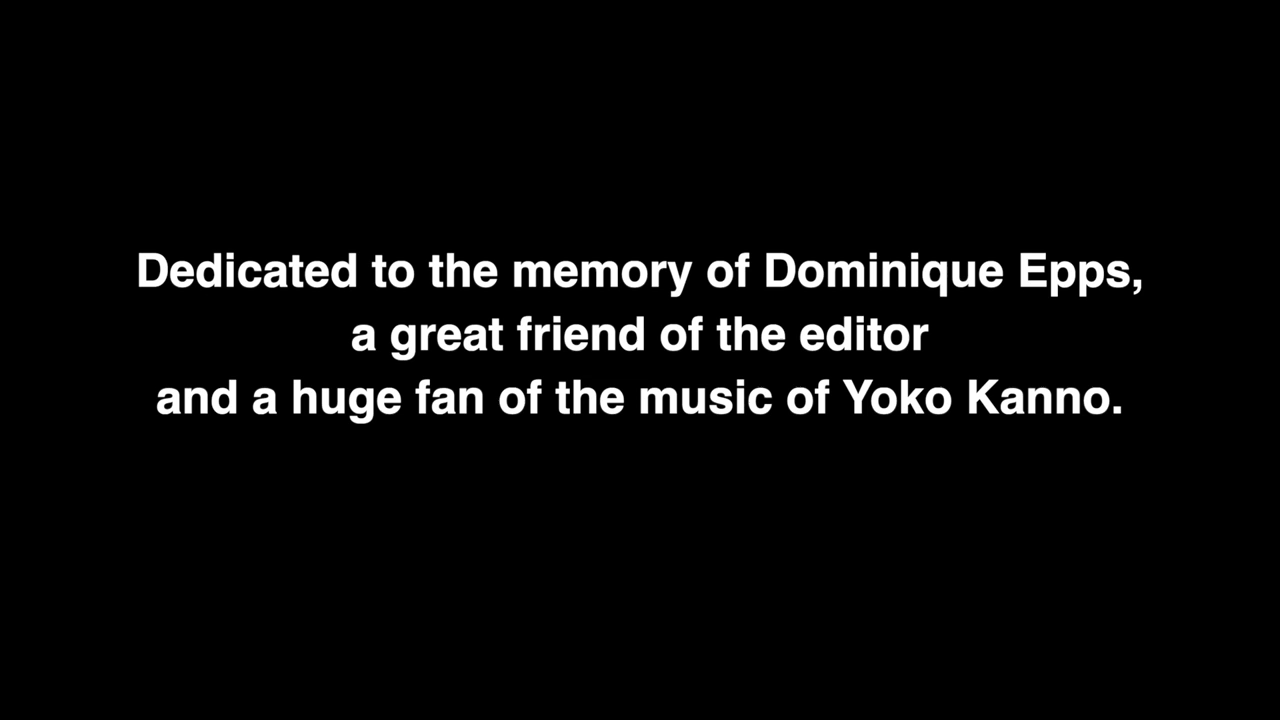 Dedicated to the memory of Dominique Epps,
a great friend of the editor
and a huge fan of the music of Yoko Kanno.